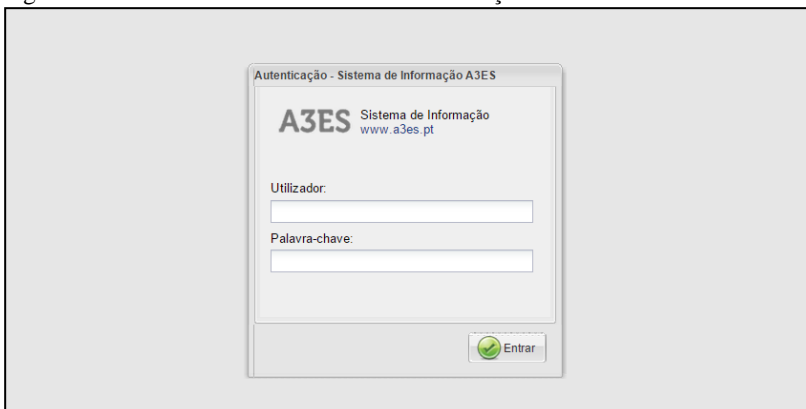 Autenticação - Sistema de Informação A3ES
A3ES
Sistema de Informação
www.a3es.pt
Utilizador:
Palavra-chave:
Entrar